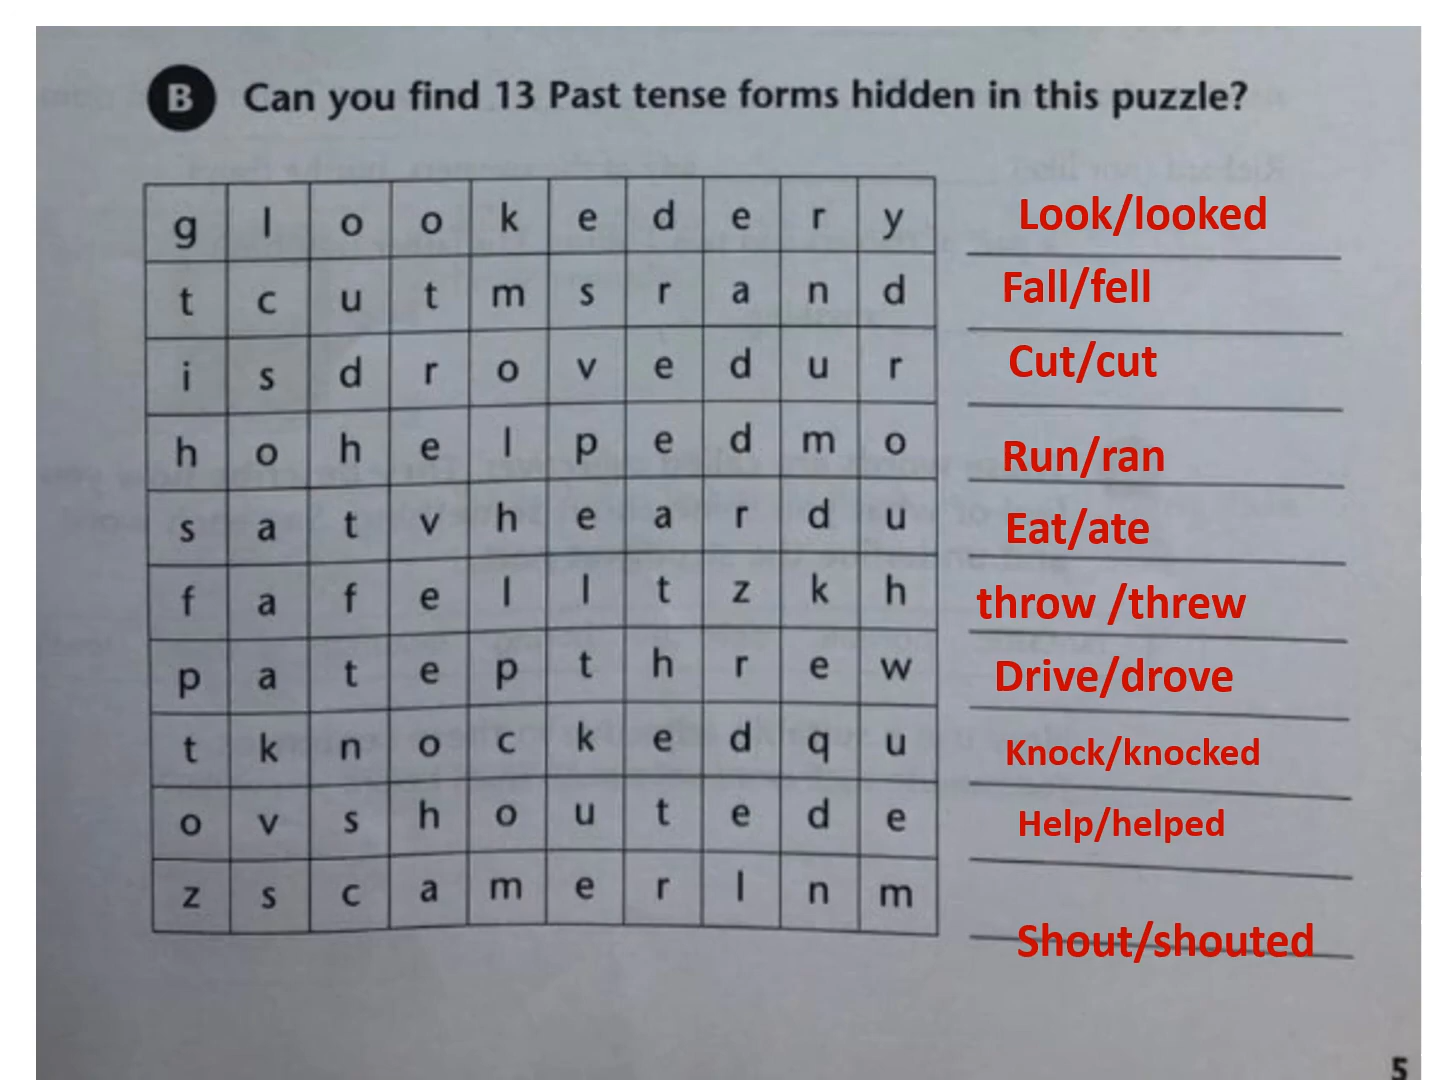 B Can you find 13 Past tense forms hidden in this puzzle?
g l o o k e d e r y Look/looked
t c u t m s r a n d Fall/fell
i s d r o v e d u r Cut/cut
h o h e l p e d m o Run/ran
s a t v h e a r d u Eat/ate
f a f e l l t z k h throw /threw
p a t e p t h r e w Drive/drove
t k n o c k e d q u Knock/knocked
o v s h o u t e d e Help/helped
z s c a m e r l n m Shout/shouted
5